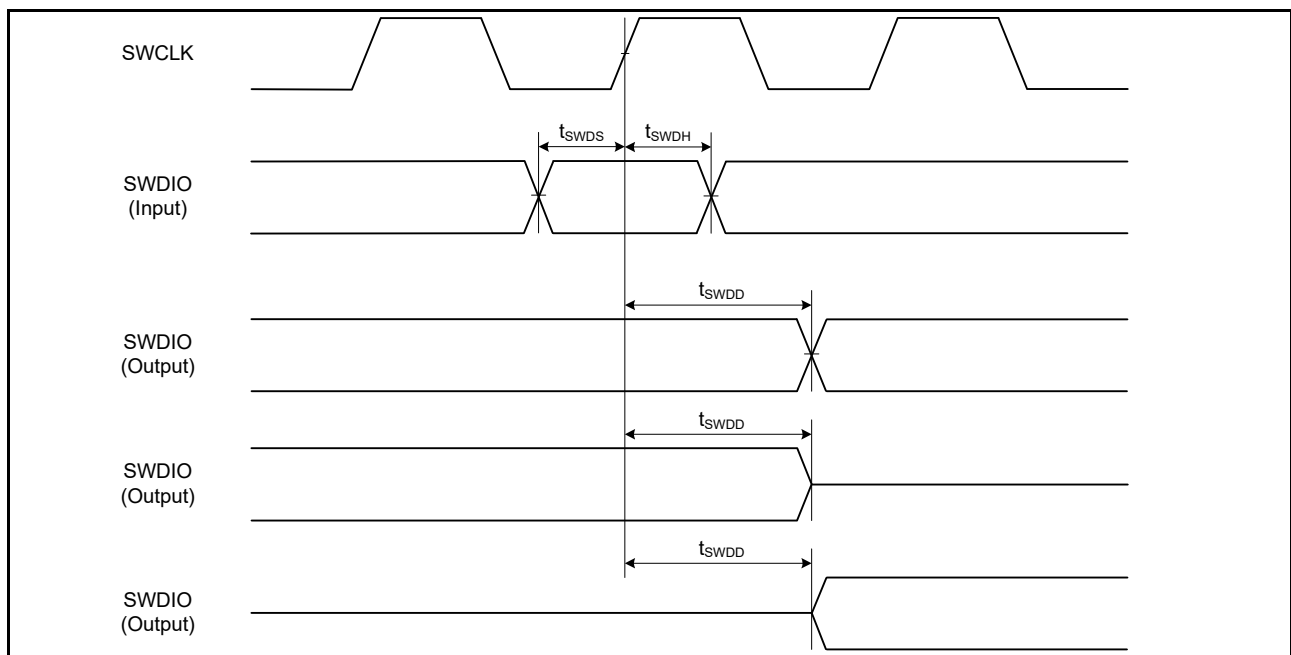 SWCLK
tSWDS
tSWDH
SWDIO
(Input)
tSWDD
SWDIO
(Output)
tSWDD
SWDIO
(Output)
tSWDD
SWDIO
(Output)